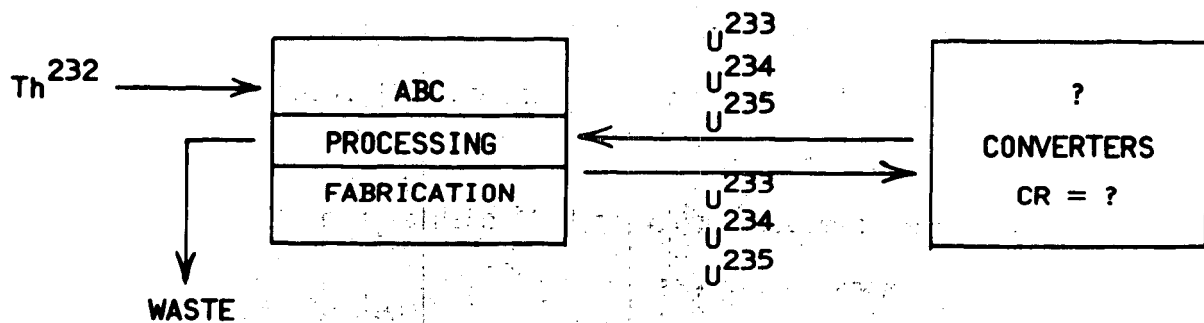 Th²³²
ABC
PROCESSING
FABRICATION
WASTE
U²³³
U²³⁴
U²³⁵
U²³³
U²³⁴
U²³⁵
?
CONVERTERS
CR = ?